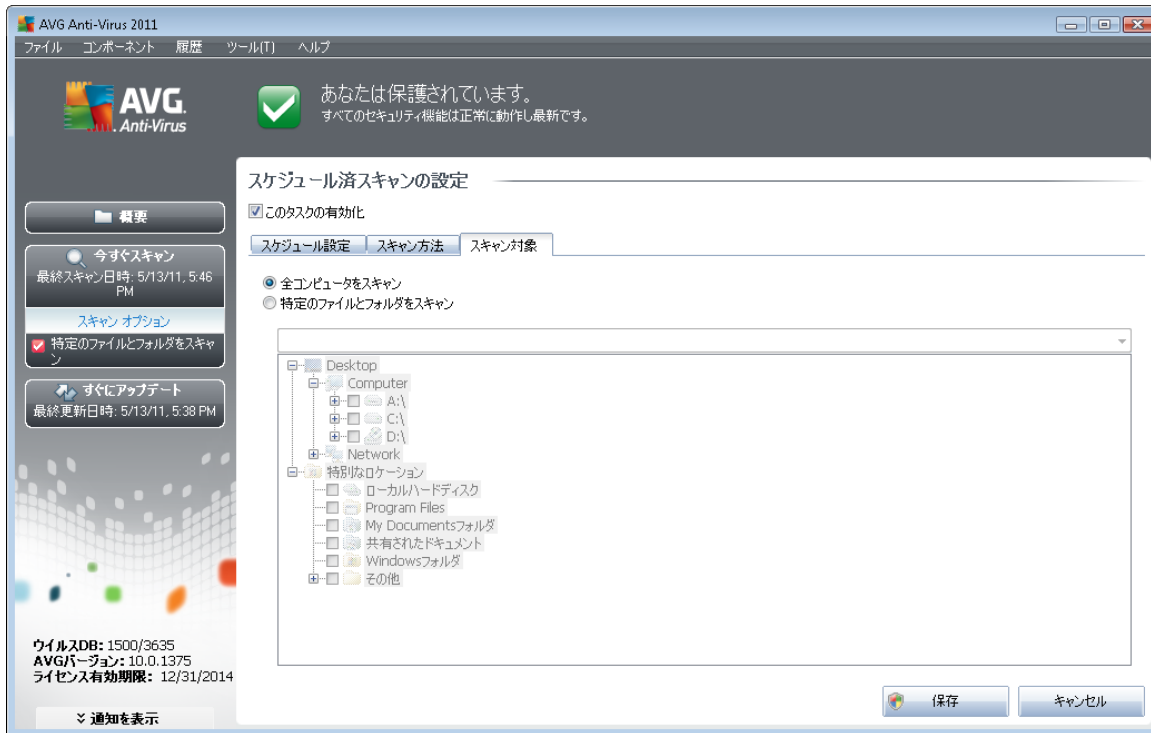 AVG Anti-Virus 2011
ファイル コンポーネント 履歴 ツール(T) ヘルプ
AVG.
Anti-Virus
あなたは保護されています。
すべてのセキュリティ機能は正常に動作し最新です。
概要
今すぐスキャン
最終スキャン日時: 5/13/11, 5:46
PM
スキャン オプション
特定のファイルとフォルダをスキャ
ン
すぐにアップデート
最終更新日時: 5/13/11, 5:38 PM
ウイルスDB: 1500/3635
AVGバージョン: 10.0.1375
ライセンス有効期限: 12/31/2014
通知を表示
スケジュール済スキャンの設定
このタスクの有効化
スケジュール設定 スキャン方法 スキャン対象
全コンピュータをスキャン
特定のファイルとフォルダをスキャン
Desktop
Computer
A:\
C:\
D:\
Network
特別なロケーション
ローカルハードディスク
Program Files
My Documentsフォルダ
共有されたドキュメント
Windowsフォルダ
その他
保存 キャンセル